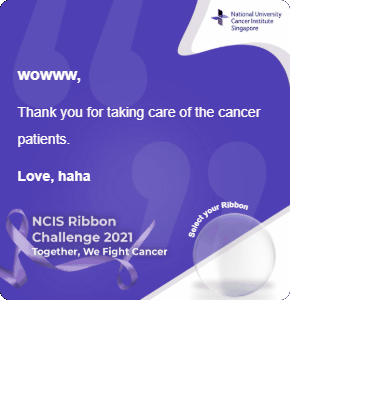 National University
Cancer Institute
Singapore
wowww,
Thank you for taking care of the cancer
patients.
Love, haha
Select your Ribbon
NCIS Ribbon
Challenge 2021
Together, We Fight Cancer